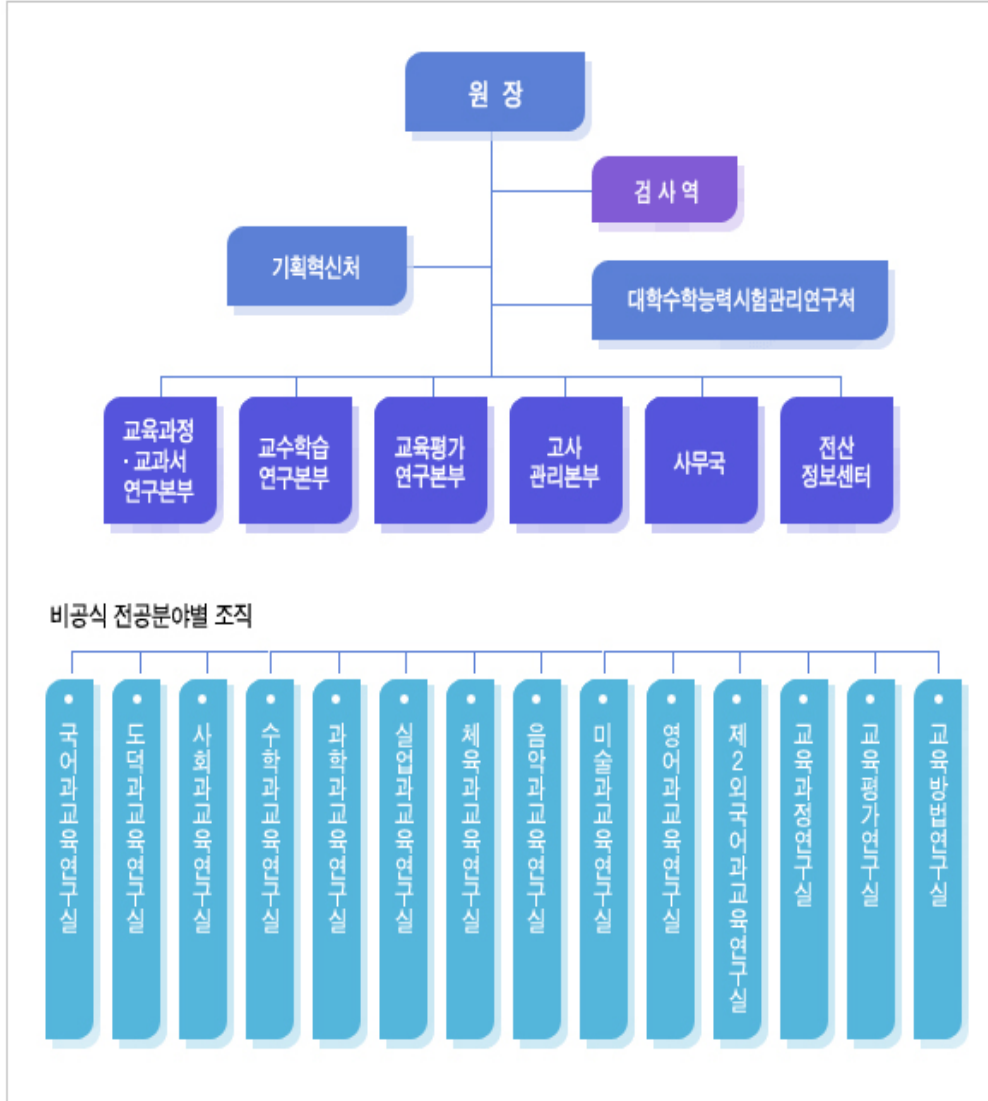 원 장
검 사 역
기획혁신처
대학수학능력시험관리연구처
교육과정
· 교과서
연구본부
교수학습
연구본부
교육평가
연구본부
고사
관리본부
사무국
전산
정보센터
비공식 전공분야별 조직
국어과교육연구실
도덕과교육연구실
사회과교육연구실
수학과교육연구실
과학과교육연구실
실업과교육연구실
체육과교육연구실
음악과교육연구실
미술과교육연구실
영어과교육연구실
제2외국어과교육연구실
교육과정연구실
교육평가연구실
교육방법연구실